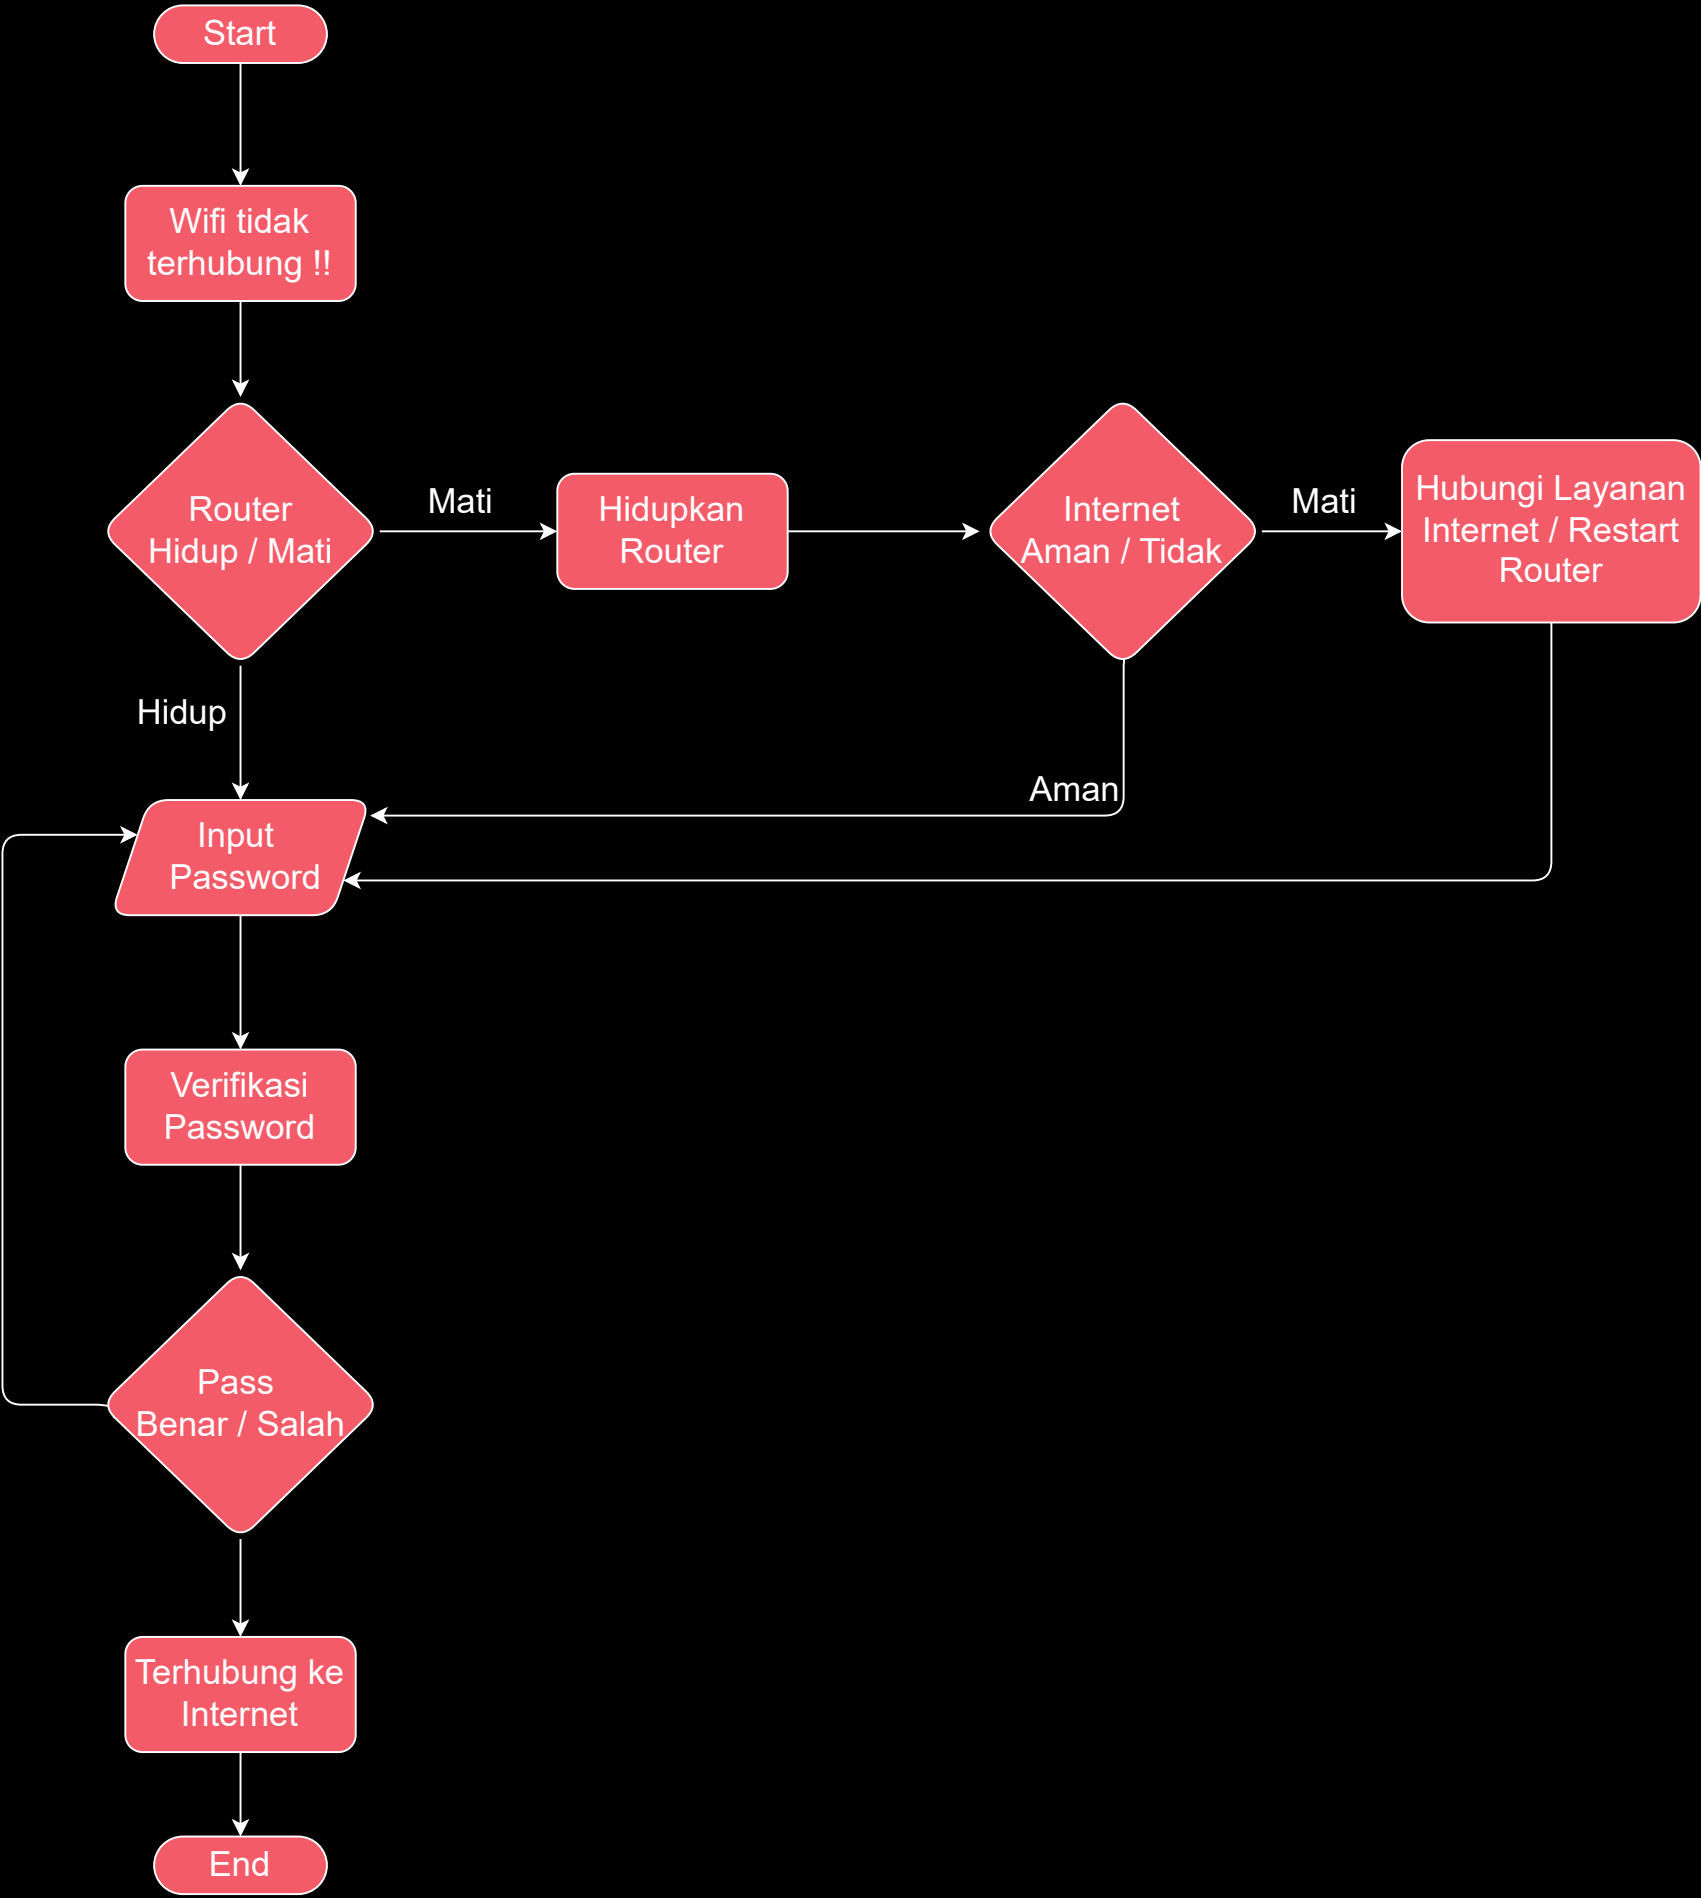 Start
Wifi tidak
terhubung !!
Router
Hidup / Mati
Mati
Hidupkan
Router
Internet
Aman / Tidak
Mati
Hubungi Layanan
Internet / Restart
Router
Hidup
Aman
Input
Password
Verifikasi
Password
Pass
Benar / Salah
Terhubung ke
Internet
End